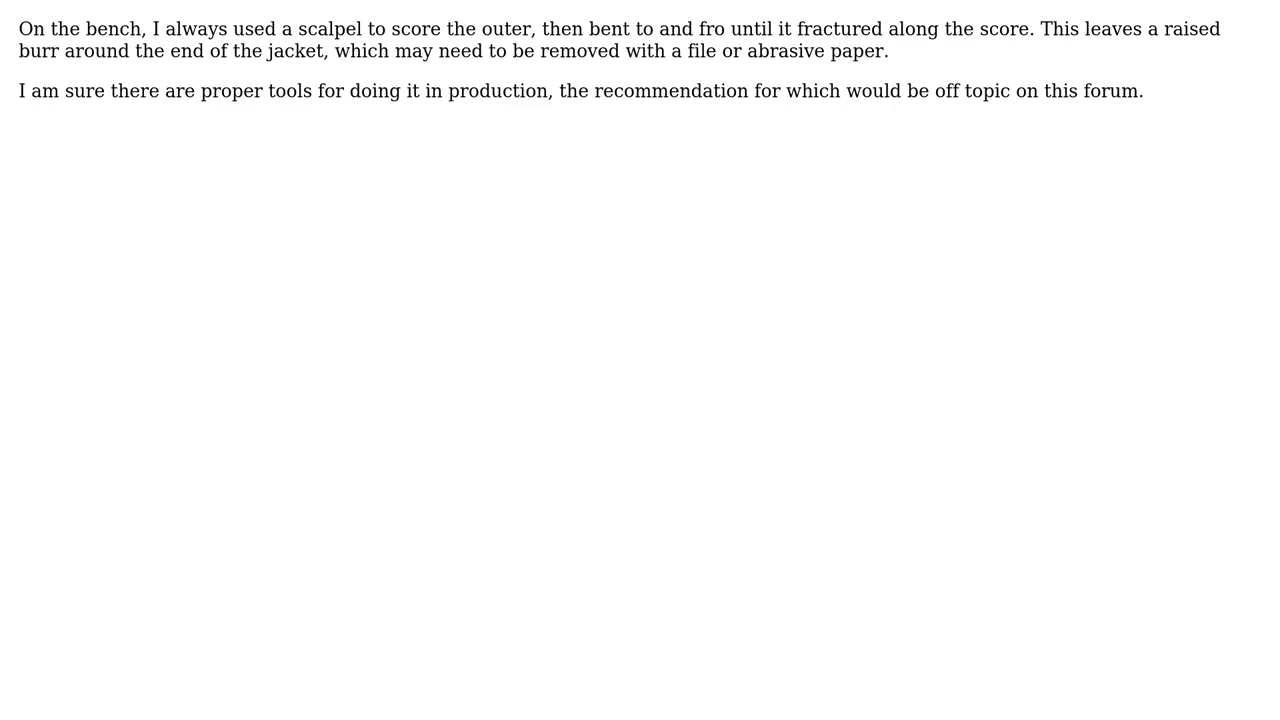 On the bench, I always used a scalpel to score the outer, then bent to and fro until it fractured along the score. This leaves a raised
burr around the end of the jacket, which may need to be removed with a file or abrasive paper.
I am sure there are proper tools for doing it in production, the recommendation for which would be off topic on this forum.